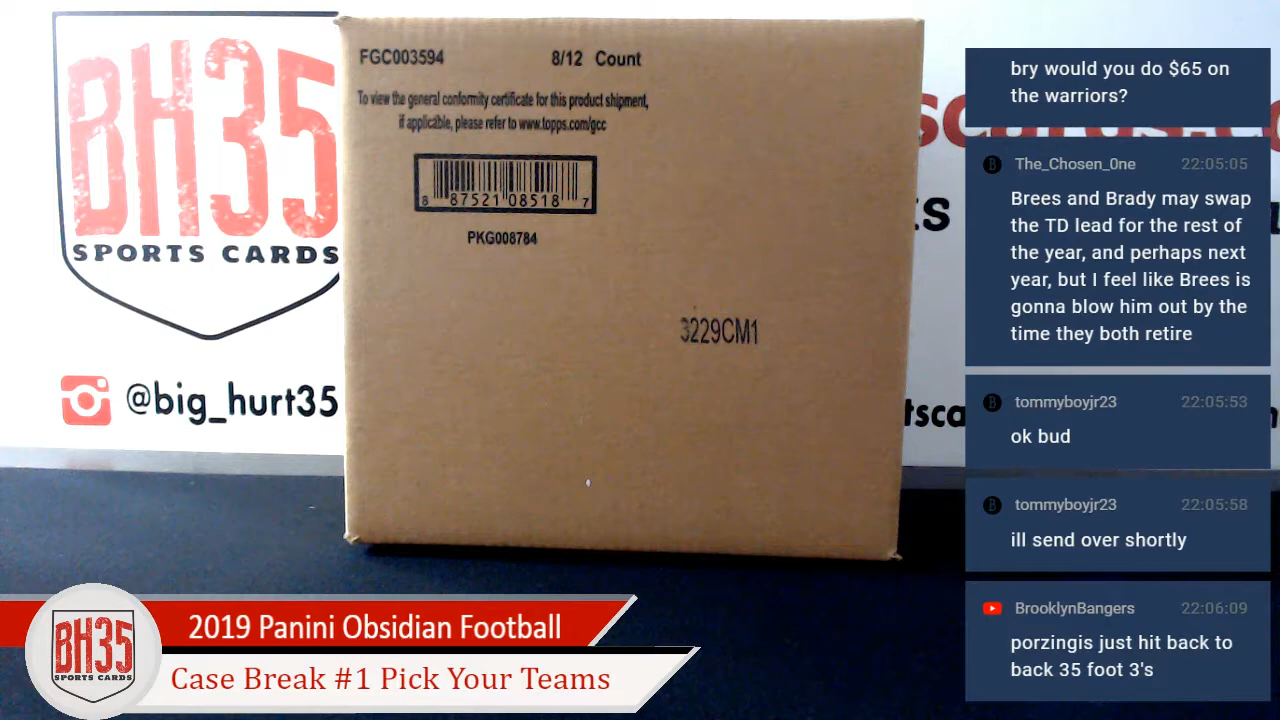 BH35
SPORTS CARDS
@big_hurt35
FGC003594 8/12 Count
To view the general conformity certificate for this product shipment,
if applicable, please refer to www.topps.com/gcc
8 87521 08518 7
PKG008784
3229CM1
bry would you do $65 on
the warriors?
The_Chosen_0ne 22:05:05
Brees and Brady may swap
the TD lead for the rest of
the year, and perhaps next
year, but I feel like Brees is
gonna blow him out by the
time they both retire
tommyboyjr23 22:05:53
ok bud
tommyboyjr23 22:05:58
ill send over shortly
BrooklynBangers 22:06:09
porzingis just hit back to
back 35 foot 3's
BH35
SPORTS CARDS
2019 Panini Obsidian Football
Case Break #1 Pick Your Teams